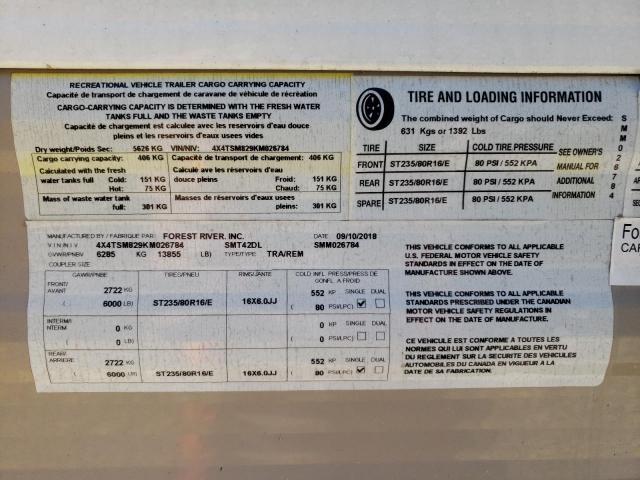 RECREATIONAL VEHICLE TRAILER CARGO CARRYING CAPACITY
Capacité de transport de chargement de caravane de véhicule de récréation
CARGO-CARRYING CAPACITY IS DETERMINED WITH THE FRESH WATER
TANKS FULL AND THE WASTE TANKS EMPTY
Capacité de chargement est calculee avec les reservoirs d'eau douce
pleins et les reservoirs d'eaux usees vides
Dry weight/Poids Sec: 5626 KG VIN/NIV: 4X4TSM829KM026784
Cargo carrying capacity: 406 KG Capacité de transport de chargement: 406 KG
Calculated with the fresh Calculé ave les réservoirs d'eau
water tanks full Cold: 151 KG douce pleins Froid: 151 KG
Hot: 75 KG Chaud: 75 KG
Mass of waste water tank Masses de réservoirs d'eaux usees
full: 301 KG pleins: 301 KG
TIRE AND LOADING INFORMATION
The combined weight of Cargo should Never Exceed:
631 Kgs or 1392 Lbs
TIRE SIZE COLD TIRE PRESSURE SEE OWNER'S
FRONT ST235/80R16/E 80 PSI / 552 KPA MANUAL FOR
REAR ST235/80R16/E 80 PSI / 552 KPA ADDITIONAL
SPARE ST235/80R16/E 80 PSI / 552 KPA INFORMATION
SMM026784
MANUFACTURED BY / FABRIQUE PAR: FOREST RIVER, INC. DATE 09/10/2018
V.I.N./N.I.V 4X4TSM829KM026784 SMT42DL SMM026784
GVWR/PNBV 6285 KG 13855 LB) TYPE/TYPE TRA/REM
COUPLER SIZE
GAWR/PNBE TIRES/PNEU RIMS/JANTE COLD INFL PRESS/PRESS DE GONFL A FROID
FRONT/ AVANT 2722 KG 552 KP SINGLE DUAL
( 6000 LB) ST235/80R16/E 16X6.0JJ ( 80 PSI/LPC)
INTERM/ INTERM 0 KG 0 KP SINGLE DUAL
( 0 LB) ( 0 PSI/LPC)
REAR/ ARRIERE 2722 KG 552 KP SINGLE DUAL
( 6000 LB) ST235/80R16/E 16X6.0JJ ( 80 PSI/LPC)
THIS VEHICLE CONFORMS TO ALL APPLICABLE
U.S. FEDERAL MOTOR VEHICLE SAFETY
STANDARDS IN EFFECT ON THE DATE OF
MANUFACTURE SHOWN ABOVE.
THIS VEHICLE CONFORMS TO ALL APPLICABLE
STANDARDS PRESCRIBED UNDER THE CANADIAN
MOTOR VEHICLE SAFETY REGULATIONS IN
EFFECT ON THE DATE OF MANUFACTURE.
CE VEHICULE EST CONFORME A TOUTES LES
NORMES QUI LUI SONT APPLICABLES EN VERTU
DU REGLEMENT SUR LA SECURITE DES VEHICULES
AUTOMOBILES DU CANADA EN VIGUEUR A LA
DATE DE SA FABRICATION.